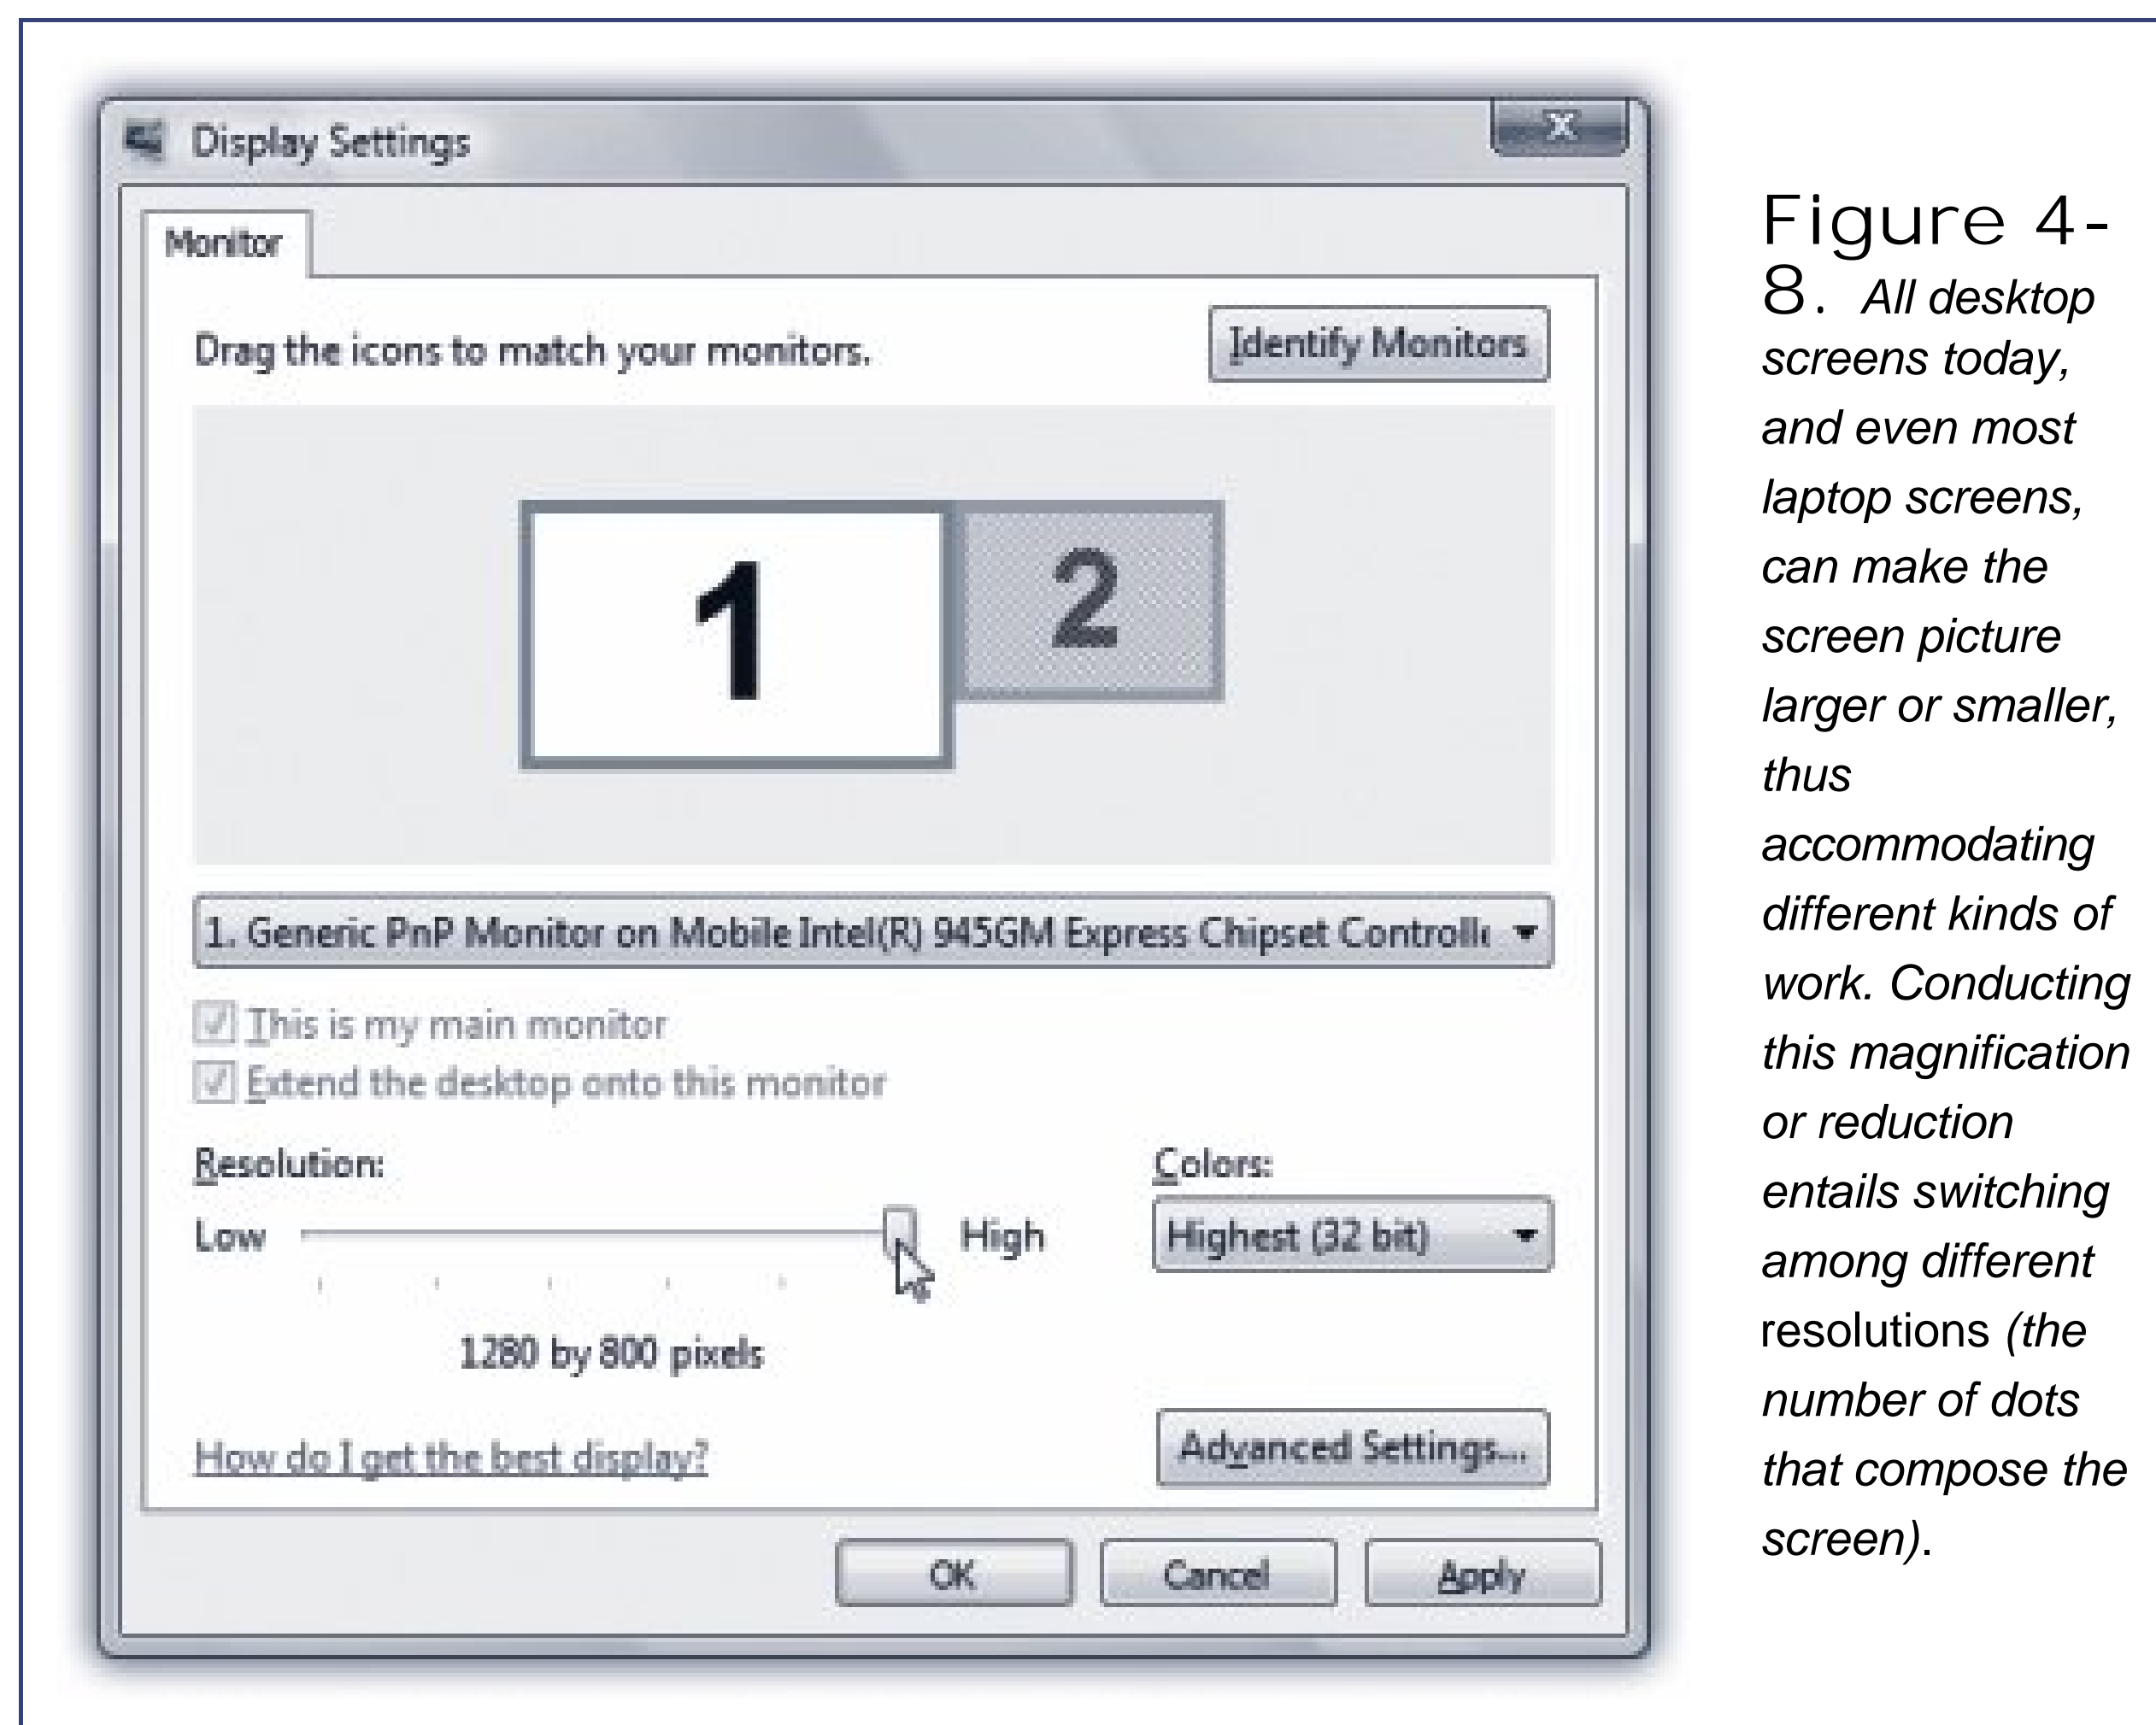 Display Settings
X
Monitor
Drag the icons to match your monitors.
Identify Monitors
1
2
1. Generic PnP Monitor on Mobile Intel(R) 945GM Express Chipset Controlle
This is my main monitor
Extend the desktop onto this monitor
Resolution:
Colors:
Low
High
Highest (32 bit)
1280 by 800 pixels
How do I get the best display?
Advanced Settings...
OK
Cancel
Apply
Figure 4-
8. All desktop
screens today,
and even most
laptop screens,
can make the
screen picture
larger or smaller,
thus
accommodating
different kinds of
work. Conducting
this magnification
or reduction
entails switching
among different
resolutions (the
number of dots
that compose the
screen).